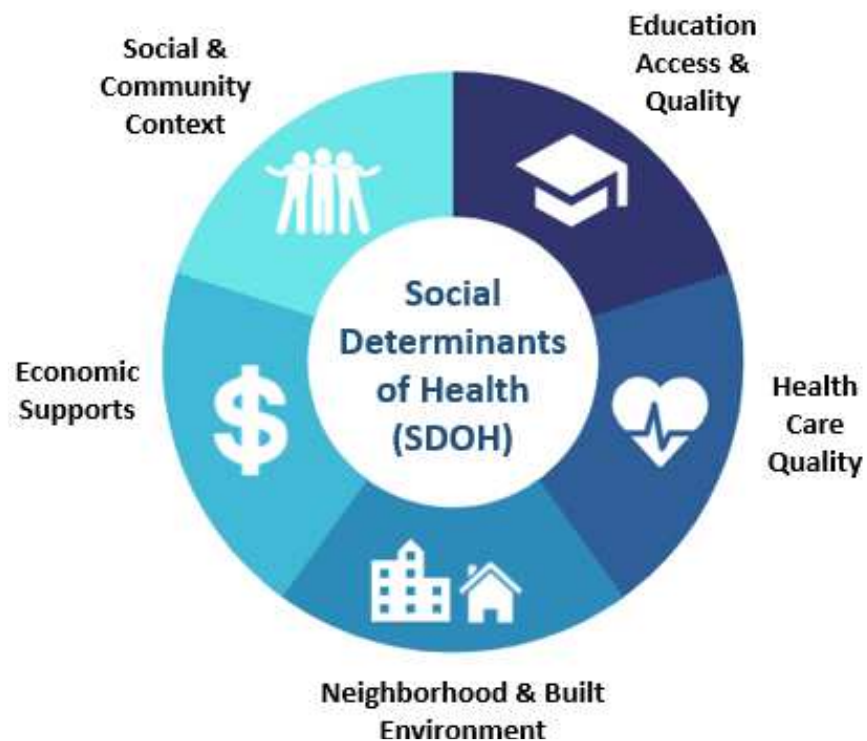 Social &
Community
Context
Education
Access &
Quality
Social
Determinants
of Health
(SDOH)
Economic
Supports
Health
Care
Quality
$
Neighborhood & Built
Environment